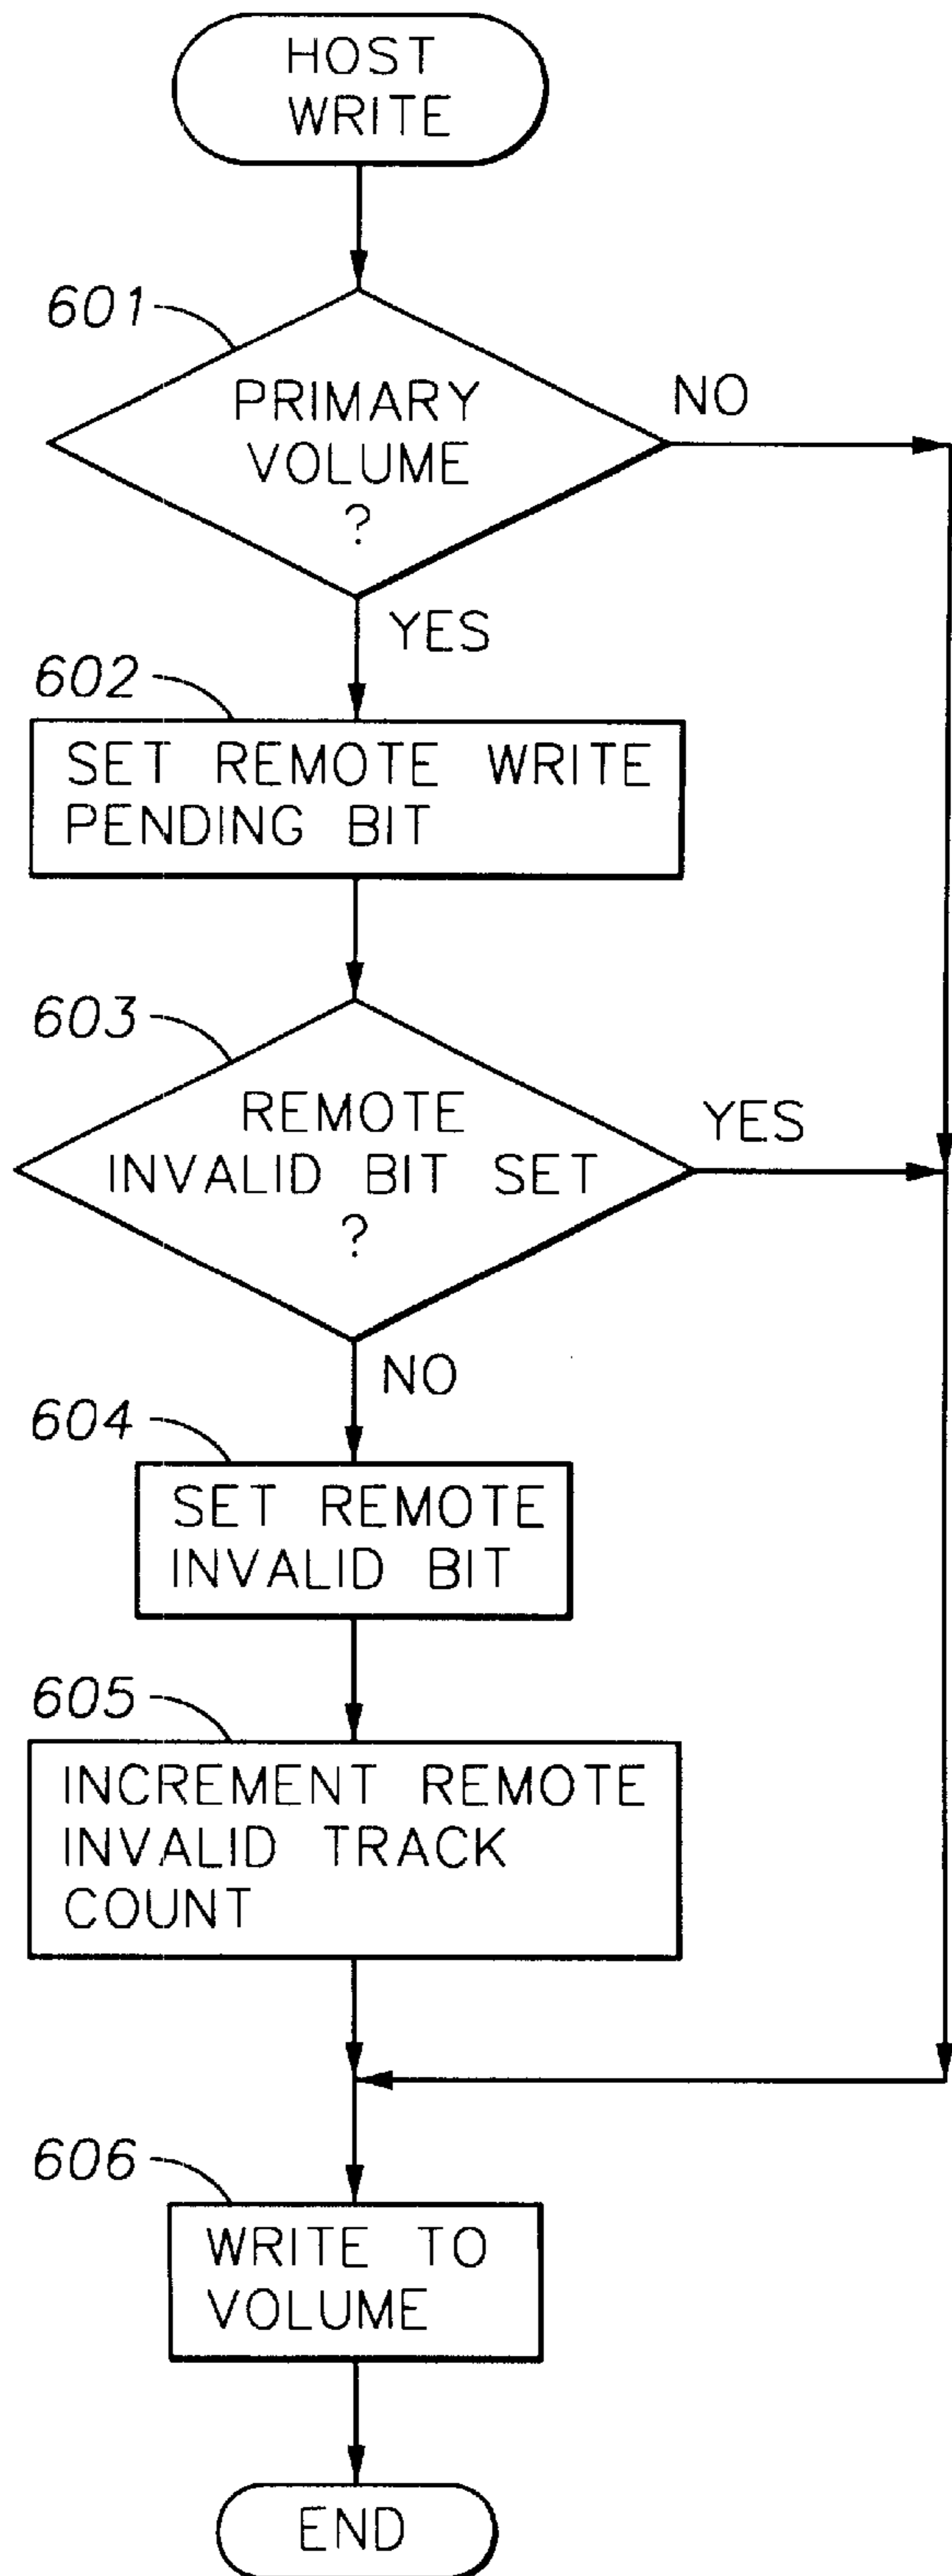 HOST
WRITE
601
PRIMARY
VOLUME
?
NO
YES
602
SET REMOTE WRITE
PENDING BIT
603
REMOTE
INVALID BIT SET
?
YES
NO
604
SET REMOTE
INVALID BIT
605
INCREMENT REMOTE
INVALID TRACK
COUNT
606
WRITE TO
VOLUME
END